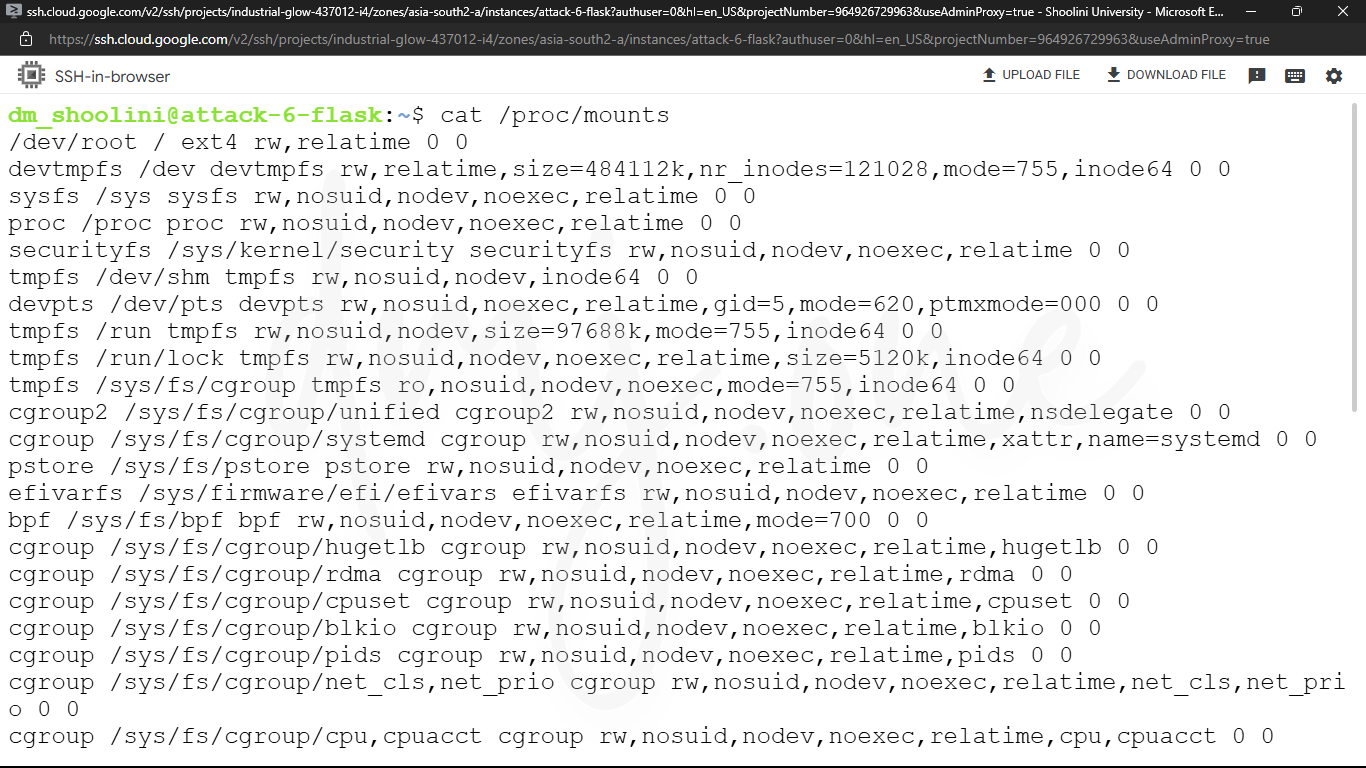 ssh.cloud.google.com/v2/ssh/projects/industrial-glow-437012-i4/zones/asia-south2-a/instances/attack-6-flask?authuser=0&hl=en_US&projectNumber=964926729963&useAdminProxy=true - Shoolini University - Microsoft E...
https://ssh.cloud.google.com/v2/ssh/projects/industrial-glow-437012-i4/zones/asia-south2-a/instances/attack-6-flask?authuser=0&hl=en_US&projectNumber=964926729963&useAdminProxy=true
SSH-in-browser UPLOAD FILE DOWNLOAD FILE
dm_shoolini@attack-6-flask:~$ cat /proc/mounts
/dev/root / ext4 rw,relatime 0 0
devtmpfs /dev devtmpfs rw,relatime,size=484112k,nr_inodes=121028,mode=755,inode64 0 0
sysfs /sys sysfs rw,nosuid,nodev,noexec,relatime 0 0
proc /proc proc rw,nosuid,nodev,noexec,relatime 0 0
securityfs /sys/kernel/security securityfs rw,nosuid,nodev,noexec,relatime 0 0
tmpfs /dev/shm tmpfs rw,nosuid,nodev,inode64 0 0
devpts /dev/pts devpts rw,nosuid,noexec,relatime,gid=5,mode=620,ptmxmode=000 0 0
tmpfs /run tmpfs rw,nosuid,nodev,size=97688k,mode=755,inode64 0 0
tmpfs /run/lock tmpfs rw,nosuid,nodev,noexec,relatime,size=5120k,inode64 0 0
tmpfs /sys/fs/cgroup tmpfs ro,nosuid,nodev,noexec,mode=755,inode64 0 0
cgroup2 /sys/fs/cgroup/unified cgroup2 rw,nosuid,nodev,noexec,relatime,nsdelegate 0 0
cgroup /sys/fs/cgroup/systemd cgroup rw,nosuid,nodev,noexec,relatime,xattr,name=systemd 0 0
pstore /sys/fs/pstore pstore rw,nosuid,nodev,noexec,relatime 0 0
efivarfs /sys/firmware/efi/efivars efivarfs rw,nosuid,nodev,noexec,relatime 0 0
bpf /sys/fs/bpf bpf rw,nosuid,nodev,noexec,relatime,mode=700 0 0
cgroup /sys/fs/cgroup/hugetlb cgroup rw,nosuid,nodev,noexec,relatime,hugetlb 0 0
cgroup /sys/fs/cgroup/rdma cgroup rw,nosuid,nodev,noexec,relatime,rdma 0 0
cgroup /sys/fs/cgroup/cpuset cgroup rw,nosuid,nodev,noexec,relatime,cpuset 0 0
cgroup /sys/fs/cgroup/blkio cgroup rw,nosuid,nodev,noexec,relatime,blkio 0 0
cgroup /sys/fs/cgroup/pids cgroup rw,nosuid,nodev,noexec,relatime,pids 0 0
cgroup /sys/fs/cgroup/net_cls,net_prio cgroup rw,nosuid,nodev,noexec,relatime,net_cls,net_pri
o 0 0
cgroup /sys/fs/cgroup/cpu,cpuacct cgroup rw,nosuid,nodev,noexec,relatime,cpu,cpuacct 0 0